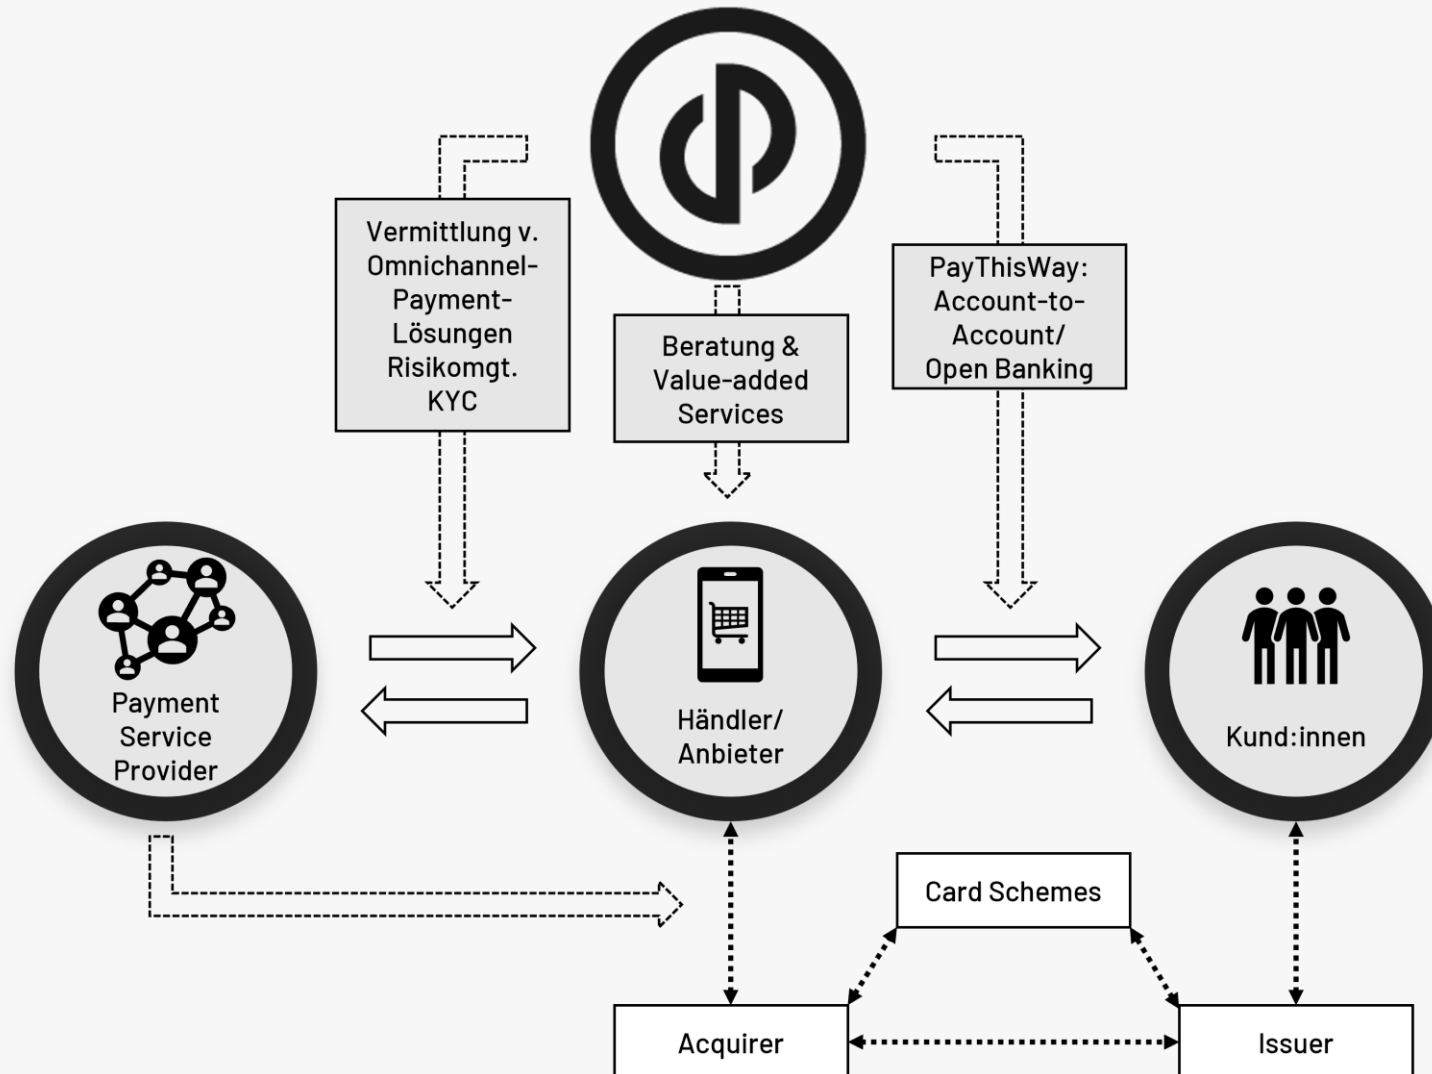 Vermittlung v.
Omnichannel-
Payment-
Lösungen
Risikomgt.
KYC
Beratung &
Value-added
Services
PayThisWay:
Account-to-
Account/
Open Banking
Payment
Service
Provider
Händler/
Anbieter
Kund:innen
Card Schemes
Acquirer
Issuer